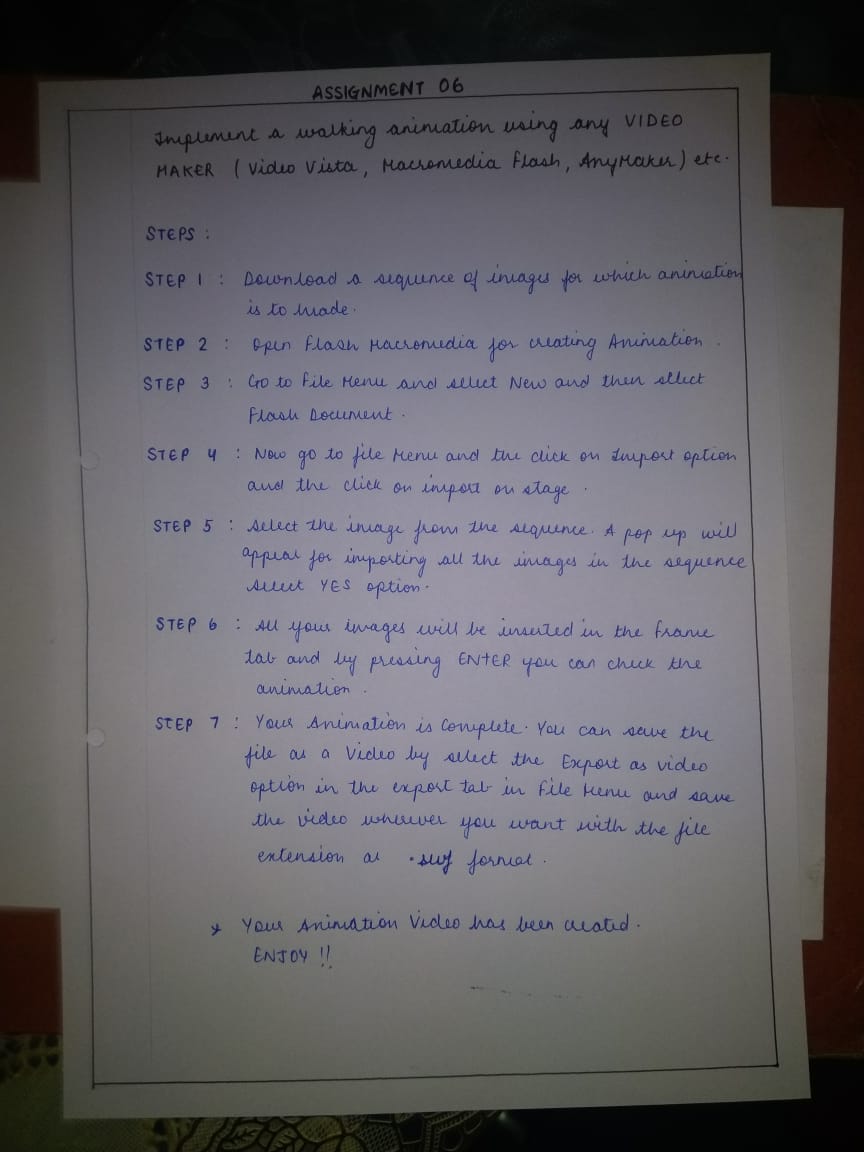 ASSIGNMENT 06
Implement a walking animation using any VIDEO
MAKER ( Video Vista, Macromedia Flash, AnyMaker) etc.
STEPS :
STEP 1 : Download a sequence of images for which animation
is to made.
STEP 2 : Open Flash Macromedia for creating Animation .
STEP 3 : Go to File Menu and select New and then select
Flash Document .
STEP 4 : Now go to file Menu and the click on Import option
and the click on import on stage .
STEP 5 : Select the image from the sequence. A pop up will
appear for importing all the images in the sequence
select YES option.
STEP 6 : All your images will be inserted in the frame
tab and by pressing ENTER you can check the
animation .
STEP 7 : Your Animation is Complete. You can save the
file as a Video by select the Export as video
option in the export tab in File Menu and save
the video wherever you want with the file
extension as .swf format .
* Your Animation Video has been created.
ENJOY !!